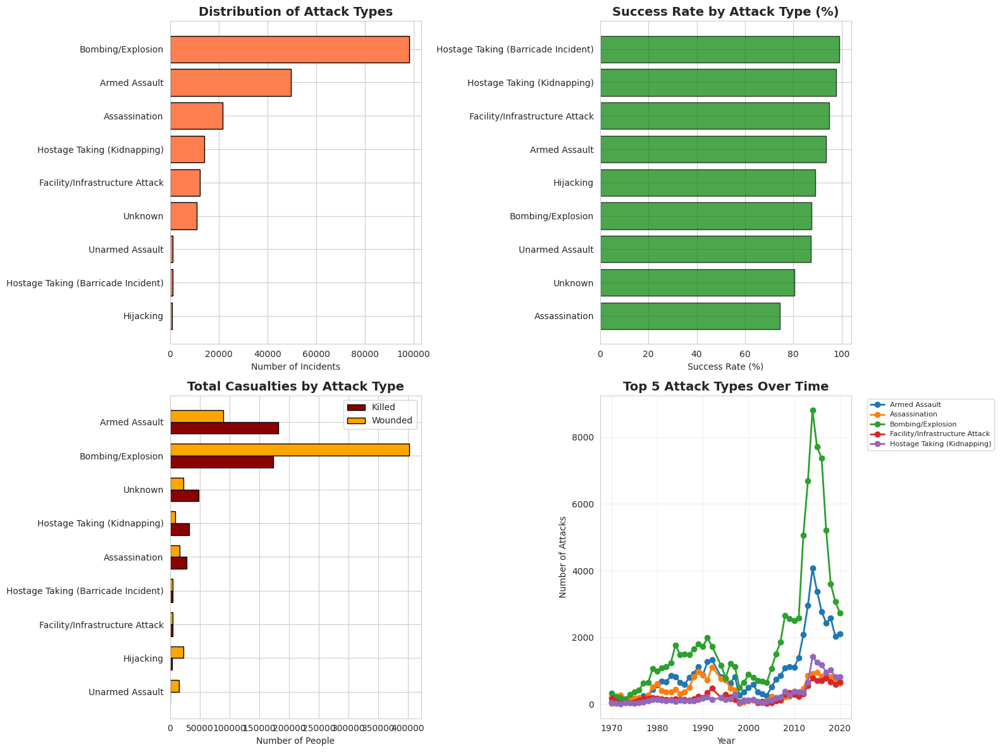 Distribution of Attack Types
Bombing/Explosion
Armed Assault
Assassination
Hostage Taking (Kidnapping)
Facility/Infrastructure Attack
Unknown
Unarmed Assault
Hostage Taking (Barricade Incident)
Hijacking
0 20000 40000 60000 80000 100000
Number of Incidents
Success Rate by Attack Type (%)
Hostage Taking (Barricade Incident)
Hostage Taking (Kidnapping)
Facility/Infrastructure Attack
Armed Assault
Hijacking
Bombing/Explosion
Unarmed Assault
Unknown
Assassination
0 20 40 60 80 100
Success Rate (%)
Total Casualties by Attack Type
Killed
Wounded
Armed Assault
Bombing/Explosion
Unknown
Hostage Taking (Kidnapping)
Assassination
Hostage Taking (Barricade Incident)
Facility/Infrastructure Attack
Hijacking
Unarmed Assault
0 50000 100000 150000 200000 250000 300000 350000 400000
Number of People
Top 5 Attack Types Over Time
Armed Assault
Assassination
Bombing/Explosion
Facility/Infrastructure Attack
Hostage Taking (Kidnapping)
Number of Attacks
8000
6000
4000
2000
0
1970 1980 1990 2000 2010 2020
Year